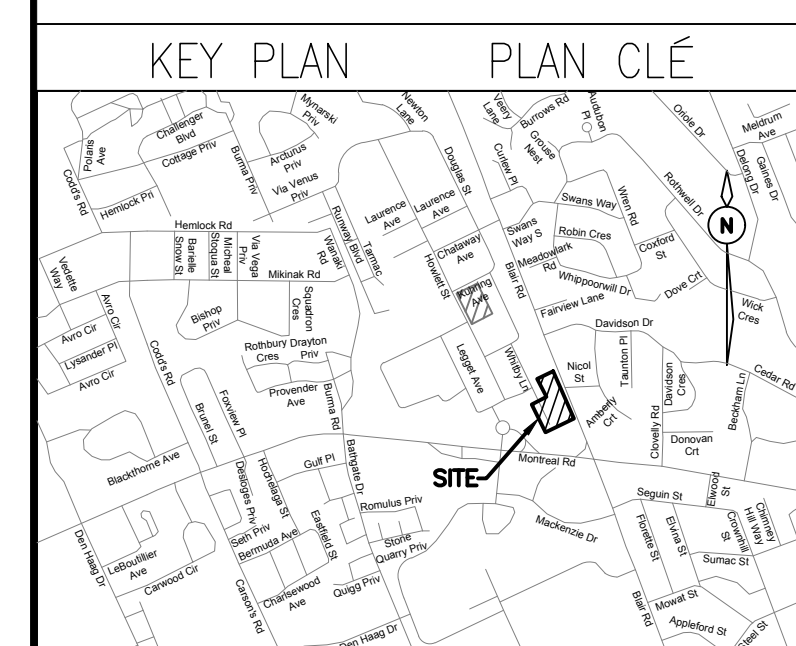 KEY PLAN PLAN CLÉ
Polaris
Ave
Challenger
Blvd
Cottage Priv
Codd's Rd
Hemlock Pri
Burma Priv
Mynarski
Priv
Arcturus
Priv
Via Venus
Priv
Newton
Lane
Douglas St
Veery
Lane
Burrows Rd
Grouse
Nest
Audubon
Pl
Curlew Pl
Oriole Dr
Meldrum
Ave
Delong Dr
Gaines Dr
Rothwell Dr
N
Swans Way
Wren Rd
Swans
Way S
Robin Cres
Meadowlark
Rd
Coxford
St
Whippoorwill Dr
Dove Crt
Fairview Lane
Wick
Cres
Hemlock Rd
Barielle
Snow St
Micheal
Stoqua St
Via Vega
Priv
Wanaki
Rd
Runway Blvd
Tarmac
Laurence
Ave
Laurence
Ave
Chataway
Ave
Howlett St
Kuhring
Ave
Blair Rd
Mikinak Rd
Vedette
Way
Avro Cir
Avro Cir
Lysander Pl
Avro Cir
Bishop
Priv
Squadron
Cres
Rothbury
Cres
Drayton
Priv
Provender
Ave
Burma Rd
Codd's Rd
Brunel St
Foxview Pl
Legget Ave
Whitby Ln
Davidson Dr
Nicol
St
Taunton Pl
Amberly
Crt
Clovelly Rd
Davidson
Cres
Donovan
Crt
Beckham Ln
Cedar Rd
Blackthorne Ave
SITE
Montreal Rd
Bathgate Dr
Gulf Pl
Desloges Priv
Hochelaga St
Eastfield St
Seth Priv
Bermuda Ave
Romulus Priv
Stone
Quarry Priv
Quigg Priv
Charlsewood
Ave
Carson's Rd
Den Haag Dr
LeBoutillier
Ave
Carwood Cir
Den Haag Dr
Mackenzie Dr
Seguin St
Elwood
St
Florette St
Elvina St
Crownhill
St
Chimney
Hill Way
Sumac St
Blair Rd
Mowat St
Appleford St
Steel St